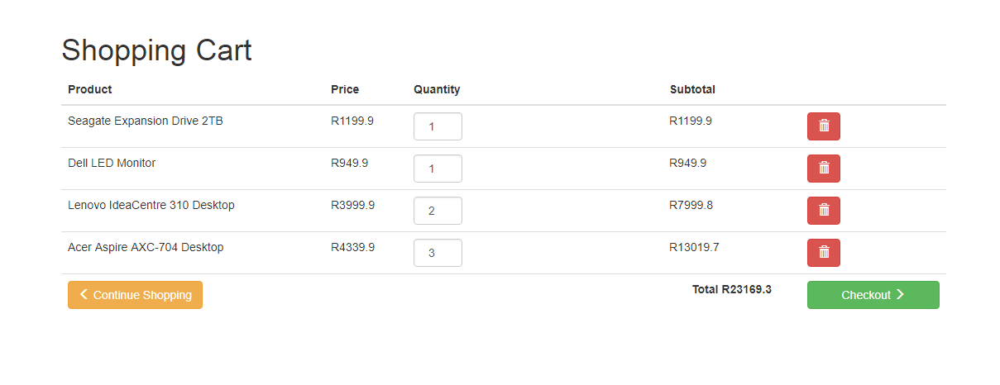 Shopping Cart
Product Price Quantity Subtotal
Seagate Expansion Drive 2TB R1199.9 1 R1199.9
Dell LED Monitor R949.9 1 R949.9
Lenovo IdeaCentre 310 Desktop R3999.9 2 R7999.8
Acer Aspire AXC-704 Desktop R4339.9 3 R13019.7
Continue Shopping Total R23169.3 Checkout